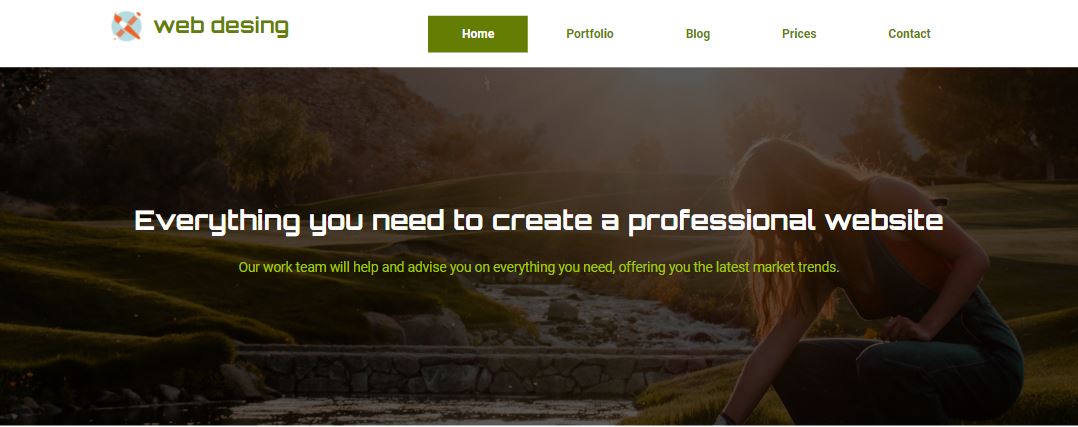 web desing
Home Portfolio Blog Prices Contact
Everything you need to create a professional website
Our work team will help and advise you on everything you need, offering you the latest market trends.